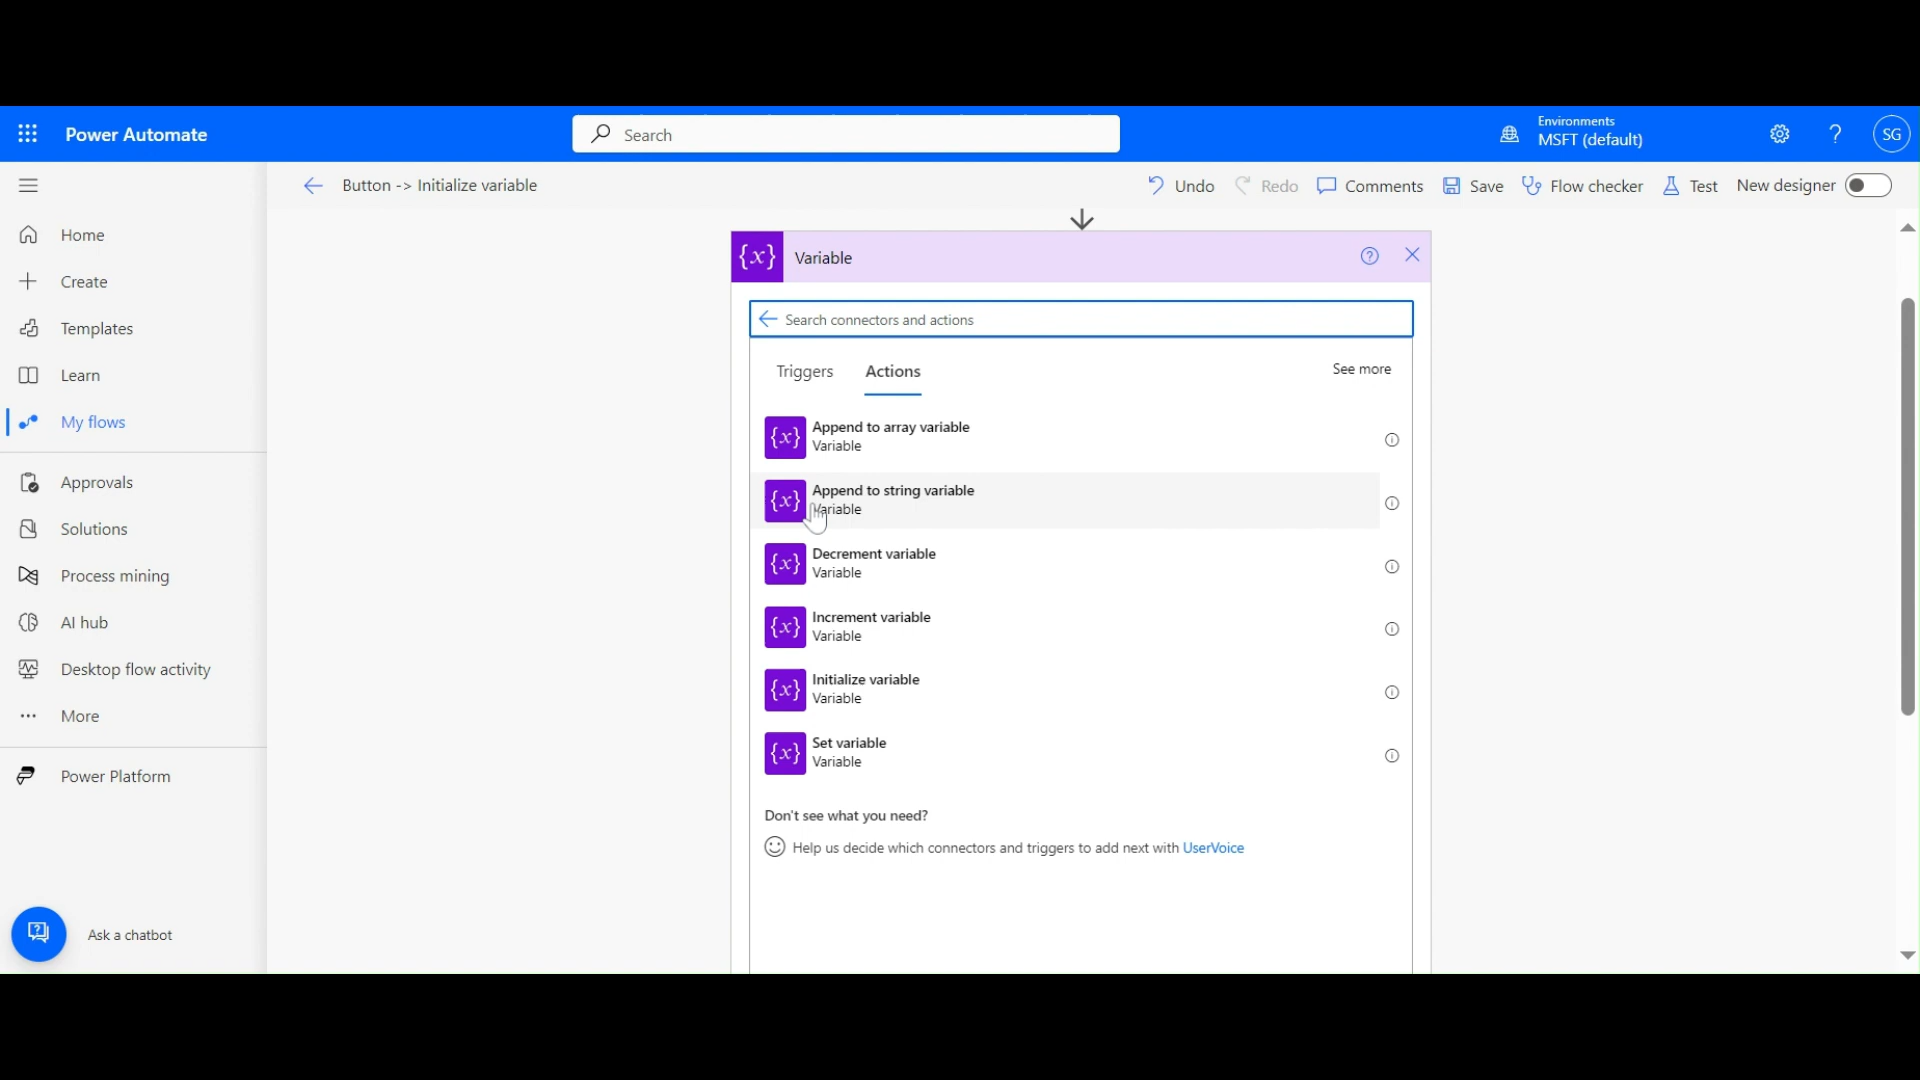 Power Automate
Search
Environments
MSFT (default)
?
SG
Button -> Initialize variable
Undo
Redo
Comments
Save
Flow checker
Test
New designer
Home
Create
Templates
Learn
My flows
Approvals
Solutions
Process mining
AI hub
Desktop flow activity
More
Power Platform
Ask a chatbot
{x} Variable
Search connectors and actions
Triggers
Actions
See more
{x} Append to array variable
Variable
{x} Append to string variable
Variable
{x} Decrement variable
Variable
{x} Increment variable
Variable
{x} Initialize variable
Variable
{x} Set variable
Variable
Don't see what you need?
Help us decide which connectors and triggers to add next with UserVoice